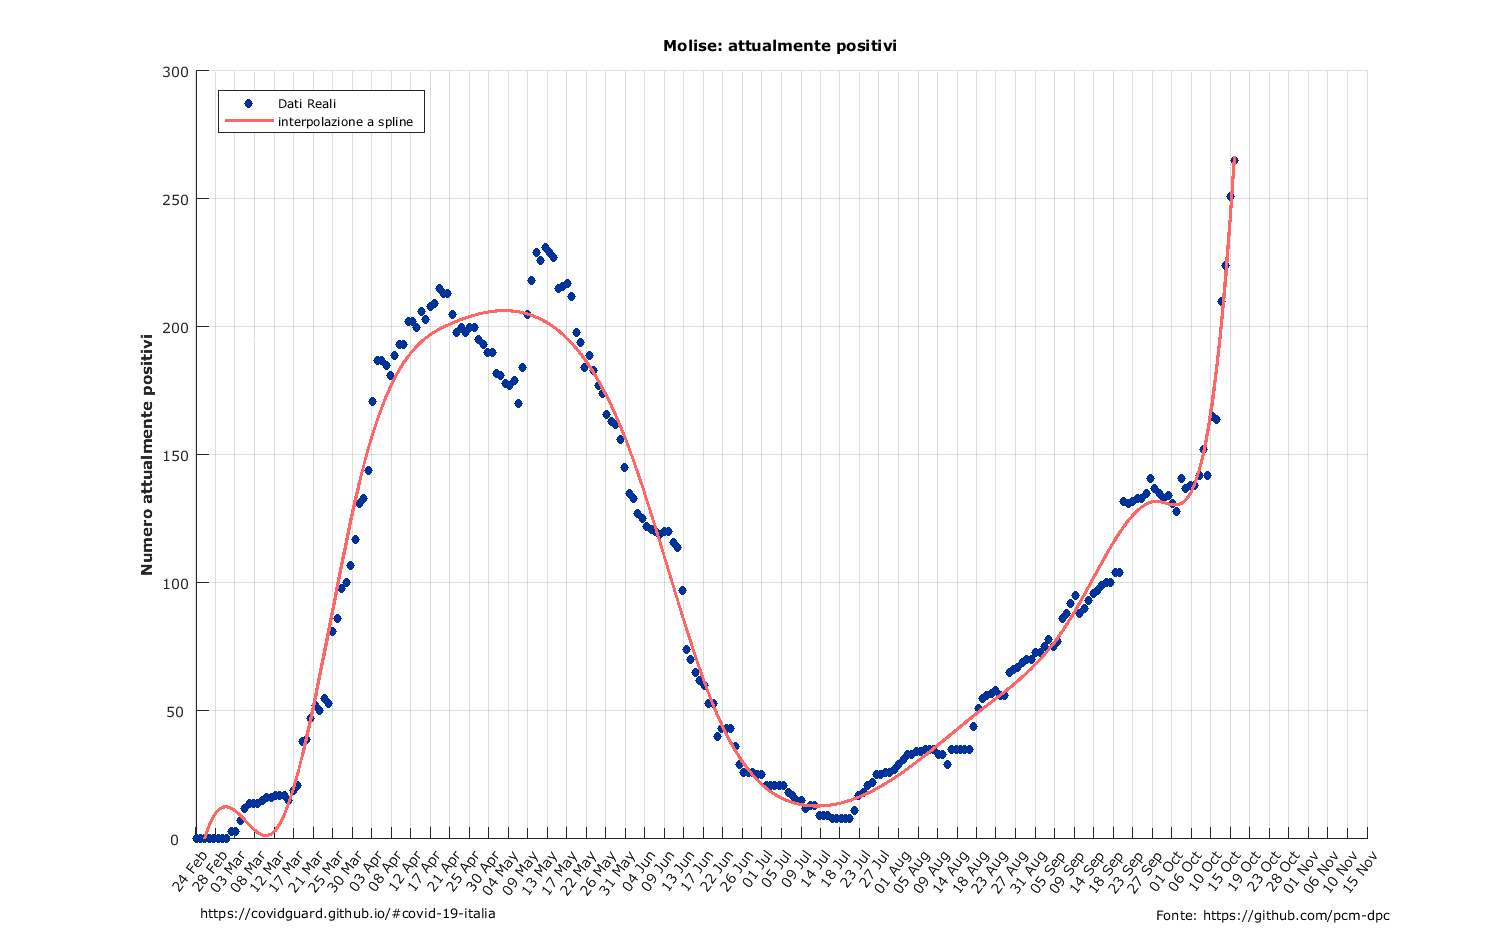 Molise: attualmente positivi
300
250
200
150
100
50
0
Numero attualmente positivi
Dati Reali
interpolazione a spline
24 Feb
28 Feb
03 Mar
08 Mar
12 Mar
17 Mar
21 Mar
25 Mar
30 Mar
03 Apr
08 Apr
12 Apr
17 Apr
21 Apr
25 Apr
30 Apr
04 May
09 May
13 May
17 May
22 May
26 May
31 May
04 Jun
09 Jun
13 Jun
17 Jun
22 Jun
26 Jun
01 Jul
05 Jul
09 Jul
14 Jul
18 Jul
23 Jul
27 Jul
01 Aug
05 Aug
09 Aug
14 Aug
18 Aug
23 Aug
27 Aug
31 Aug
05 Sep
09 Sep
14 Sep
18 Sep
23 Sep
27 Sep
01 Oct
06 Oct
10 Oct
15 Oct
19 Oct
23 Oct
28 Oct
01 Nov
06 Nov
10 Nov
15 Nov
https://covidguard.github.io/#covid-19-italia
Fonte: https://github.com/pcm-dpc